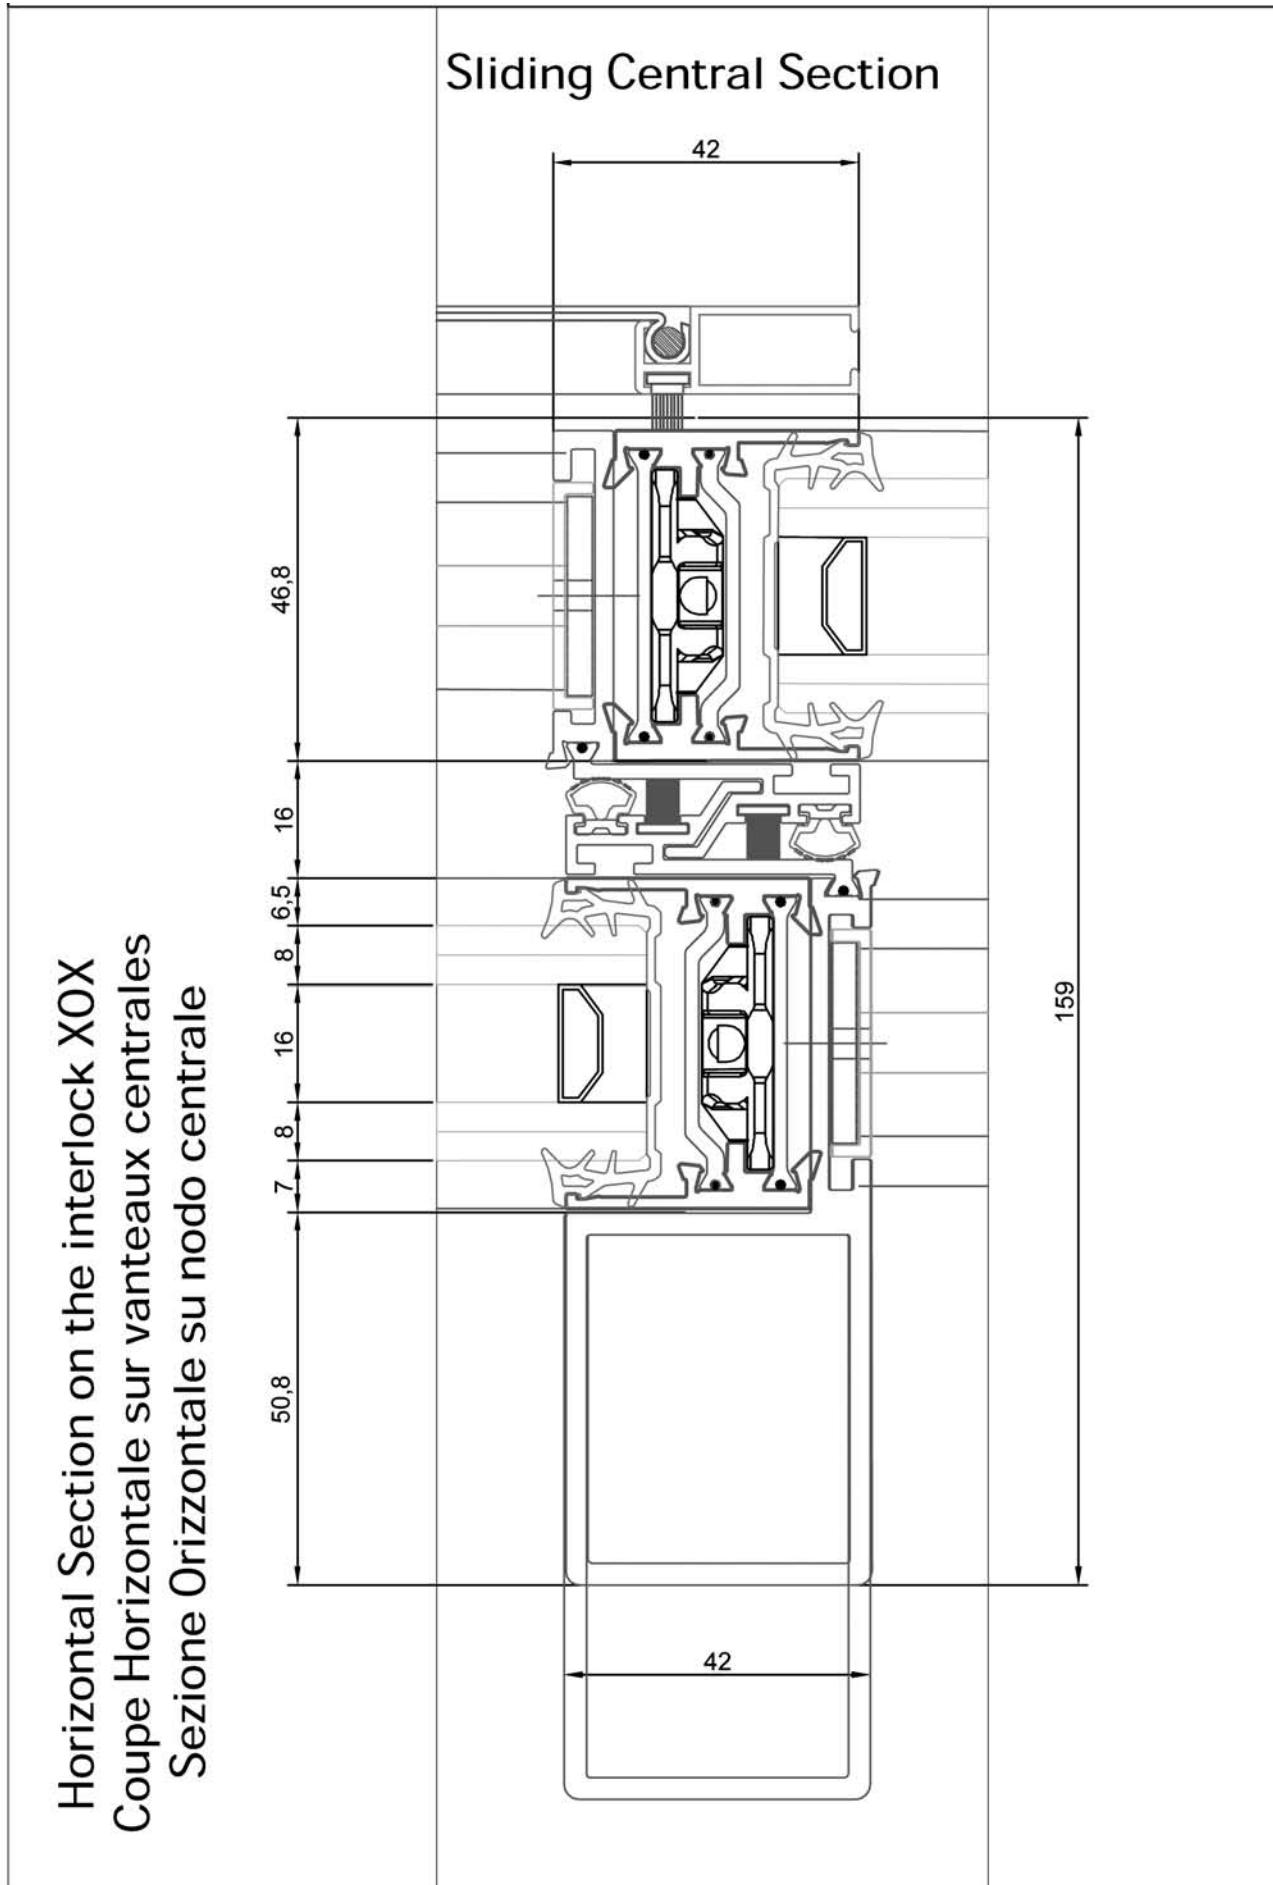 Sliding Central Section
42
46,8
16
6,5
8
16
8
7
50,8
159
42
Horizontal Section on the interlock XOX
Coupe Horizontale sur vanteaux centrales
Sezione Orizzontale su nodo centrale